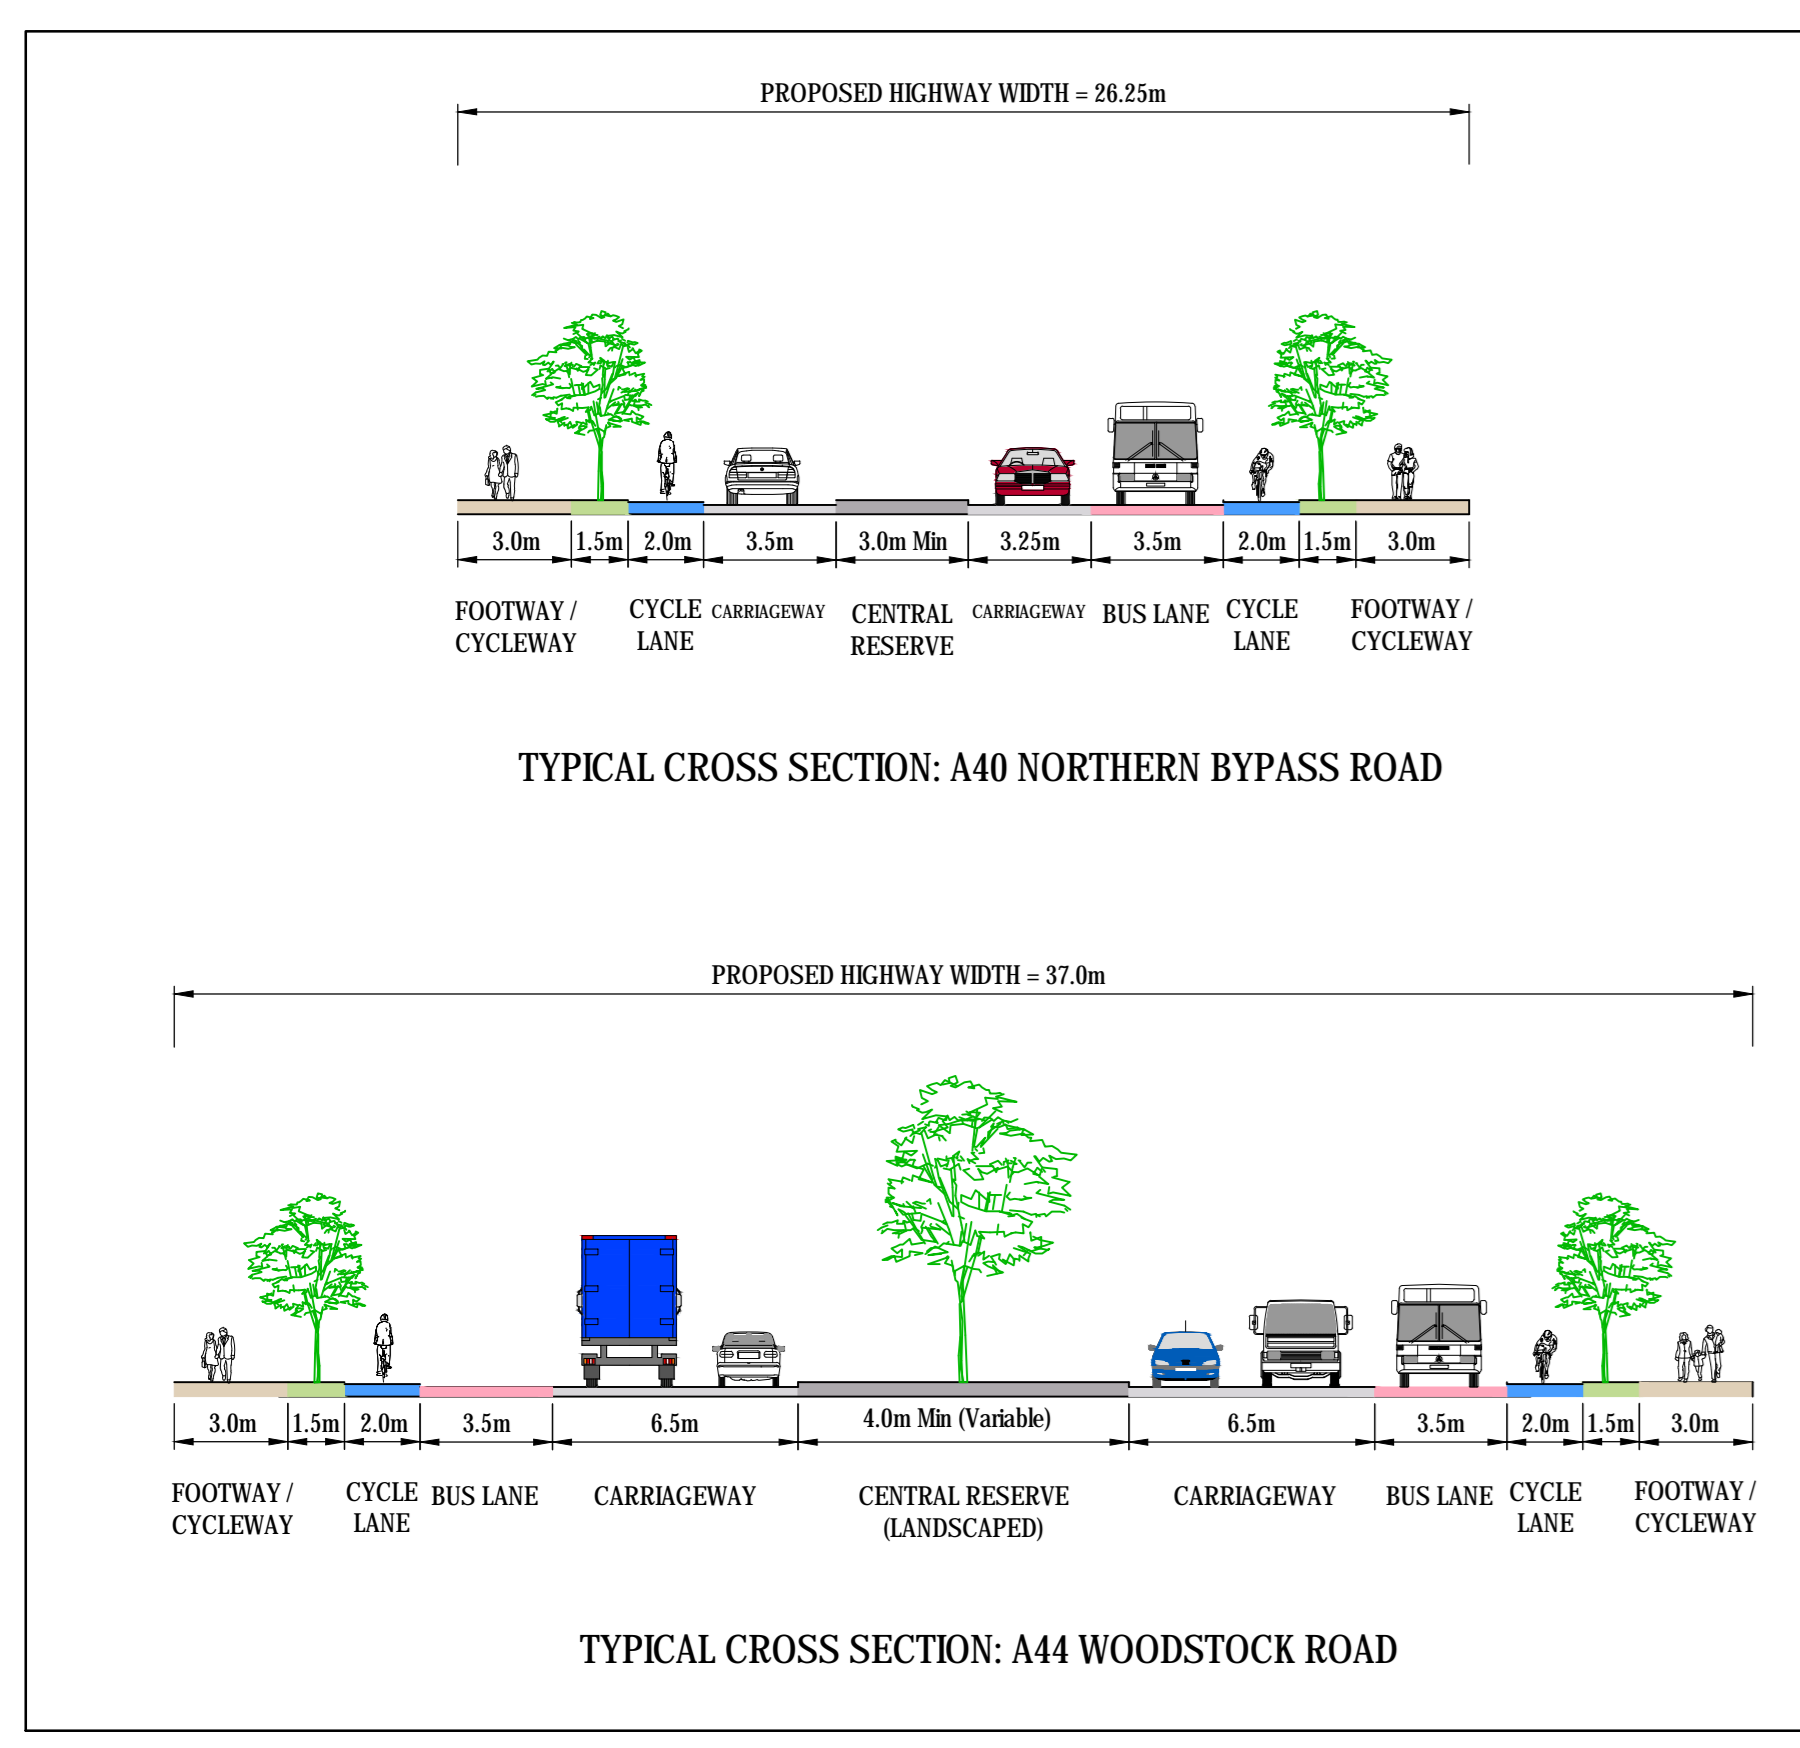 PROPOSED HIGHWAY WIDTH = 26.25m
3.0m 1.5m 2.0m 3.5m 3.0m Min 3.25m 3.5m 2.0m 1.5m 3.0m
FOOTWAY / CYCLE CARRIAGEWAY CENTRAL CARRIAGEWAY BUS LANE CYCLE FOOTWAY /
CYCLEWAY LANE RESERVE LANE CYCLEWAY
TYPICAL CROSS SECTION: A40 NORTHERN BYPASS ROAD
PROPOSED HIGHWAY WIDTH = 37.0m
3.0m 1.5m 2.0m 3.5m 6.5m 4.0m Min (Variable) 6.5m 3.5m 2.0m 1.5m 3.0m
FOOTWAY / CYCLE BUS LANE CARRIAGEWAY CENTRAL RESERVE CARRIAGEWAY BUS LANE CYCLE FOOTWAY /
CYCLEWAY LANE (LANDSCAPED) LANE CYCLEWAY
TYPICAL CROSS SECTION: A44 WOODSTOCK ROAD